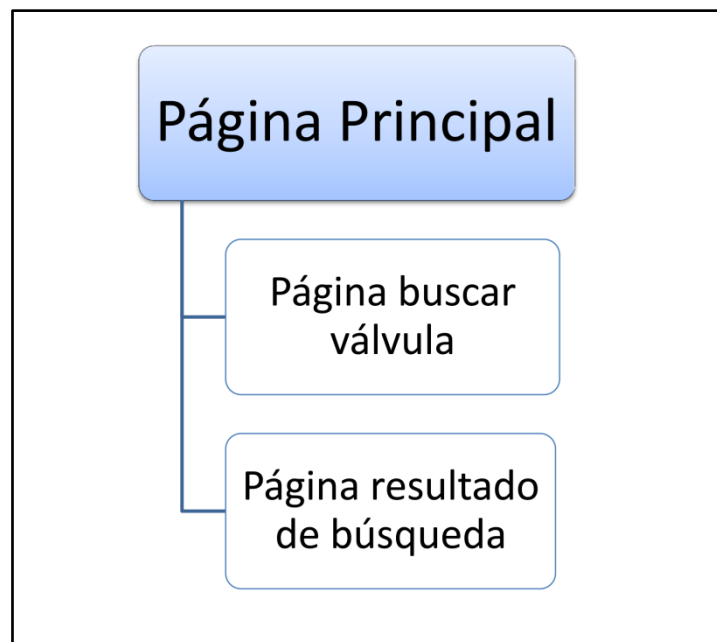 Página Principal
Página buscar
válvula
Página resultado
de búsqueda